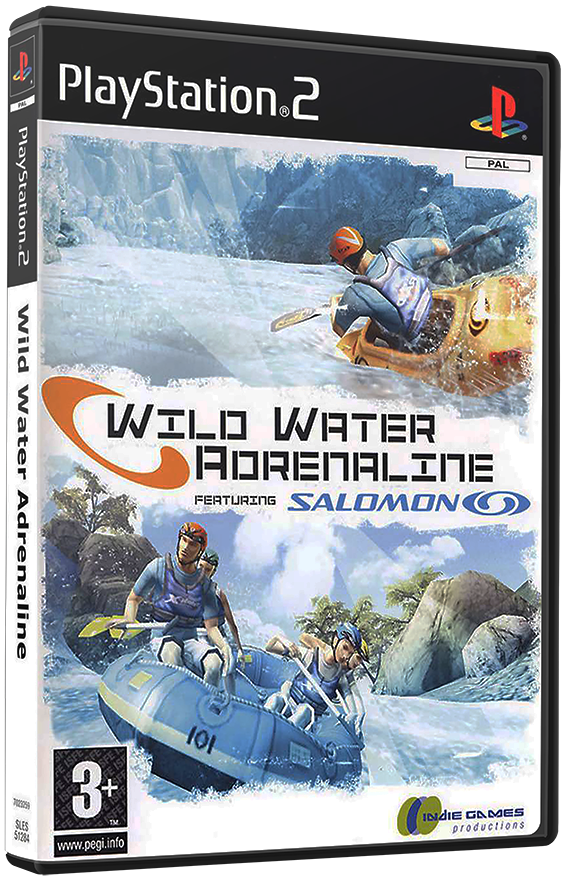 PlayStation®2
PAL
PAL
PlayStation®2
Wild Water Adrenaline
WILD WATER
ADRENALINE
FEATURING SALOMON
101
3+
TM
www.pegi.info
INDIE GAMES
productions
SLES
51284